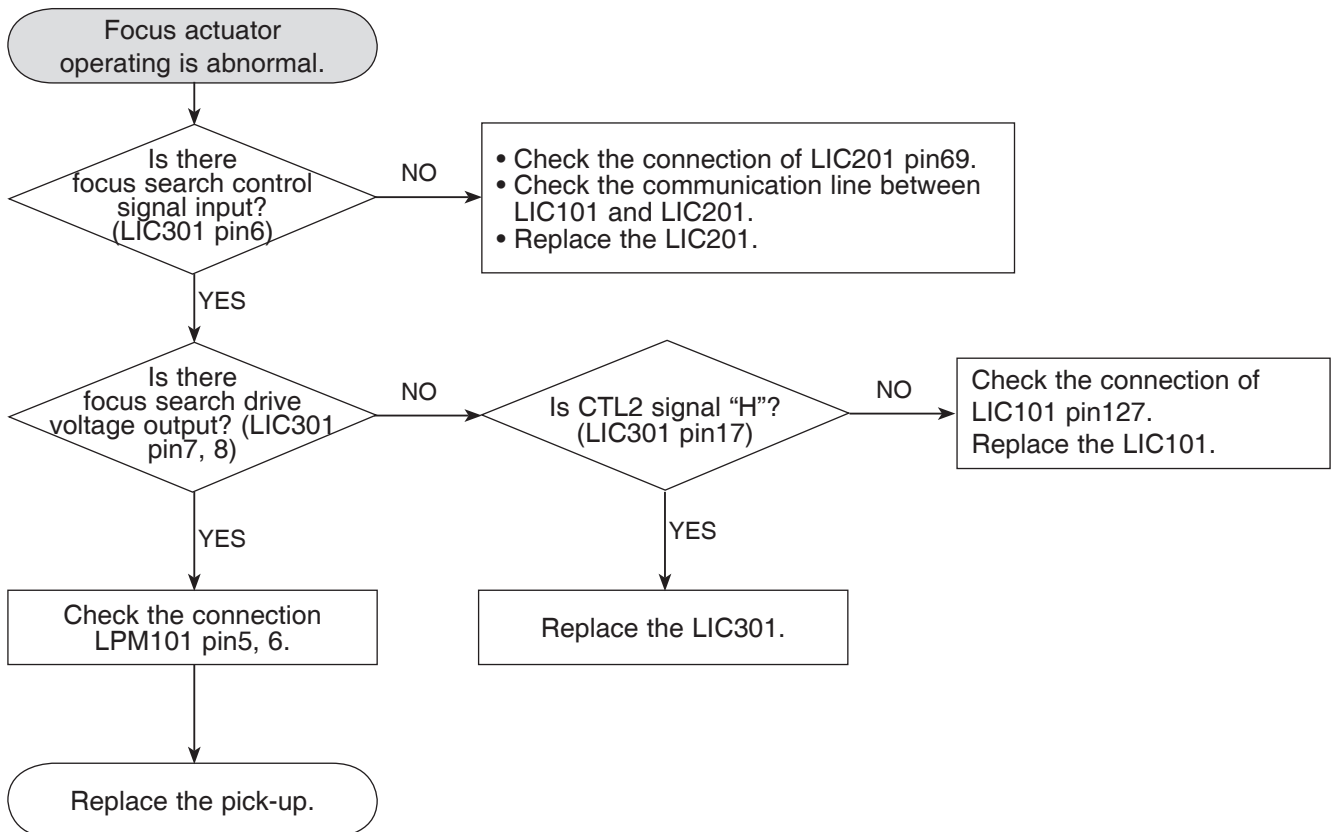 Focus actuator
operating is abnormal.
Is there
focus search control
signal input?
(LIC301 pin6)
NO
• Check the connection of LIC201 pin69.
• Check the communication line between
LIC101 and LIC201.
• Replace the LIC201.
YES
Is there
focus search drive
voltage output? (LIC301
pin7, 8)
NO
Is CTL2 signal “H”?
(LIC301 pin17)
NO
Check the connection of
LIC101 pin127.
Replace the LIC101.
YES
YES
Check the connection
LPM101 pin5, 6.
Replace the LIC301.
Replace the pick-up.